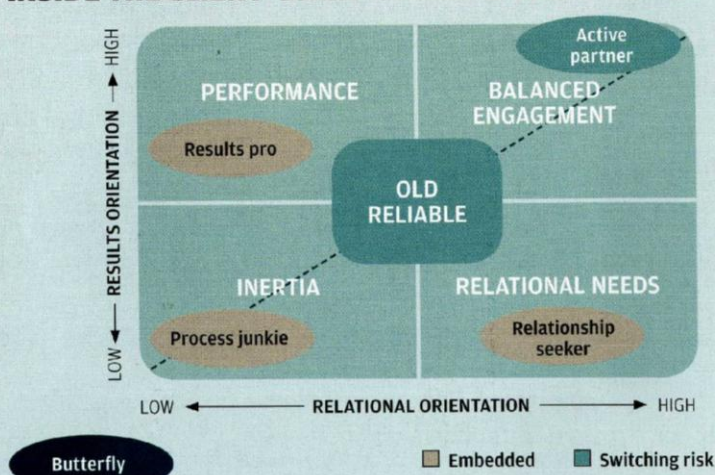 HIGH
RESULTS ORIENTATION
LOW
PERFORMANCE
Results pro
Active
partner
BALANCED
ENGAGEMENT
OLD
RELIABLE
INERTIA
Process junkie
RELATIONAL NEEDS
Relationship
seeker
LOW
RELATIONAL ORIENTATION
HIGH
Butterfly
Embedded
Switching risk